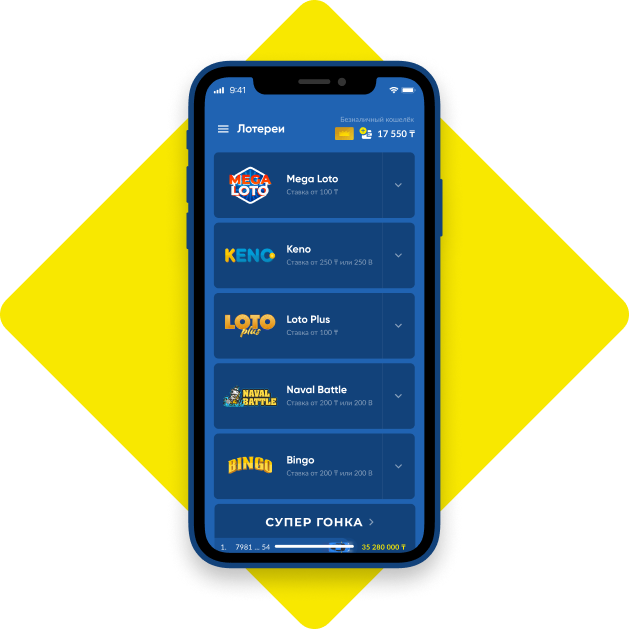 9:41
Безналичный кошелёк
Лотереи
17 550 ₸
MEGA
LOTO
Mega Loto
Ставка от 100 ₸
KENO
Keno
Ставка от 250 ₸ или 250 B
LOTO
plus
Loto Plus
Ставка от 100 ₸
NAVAL
BATTLE
Naval Battle
Ставка от 200 ₸ или 200 B
BINGO
Bingo
Ставка от 200 ₸ или 200 B
СУПЕР ГОНКА
1. 7981 ... 54 35 280 000 ₸